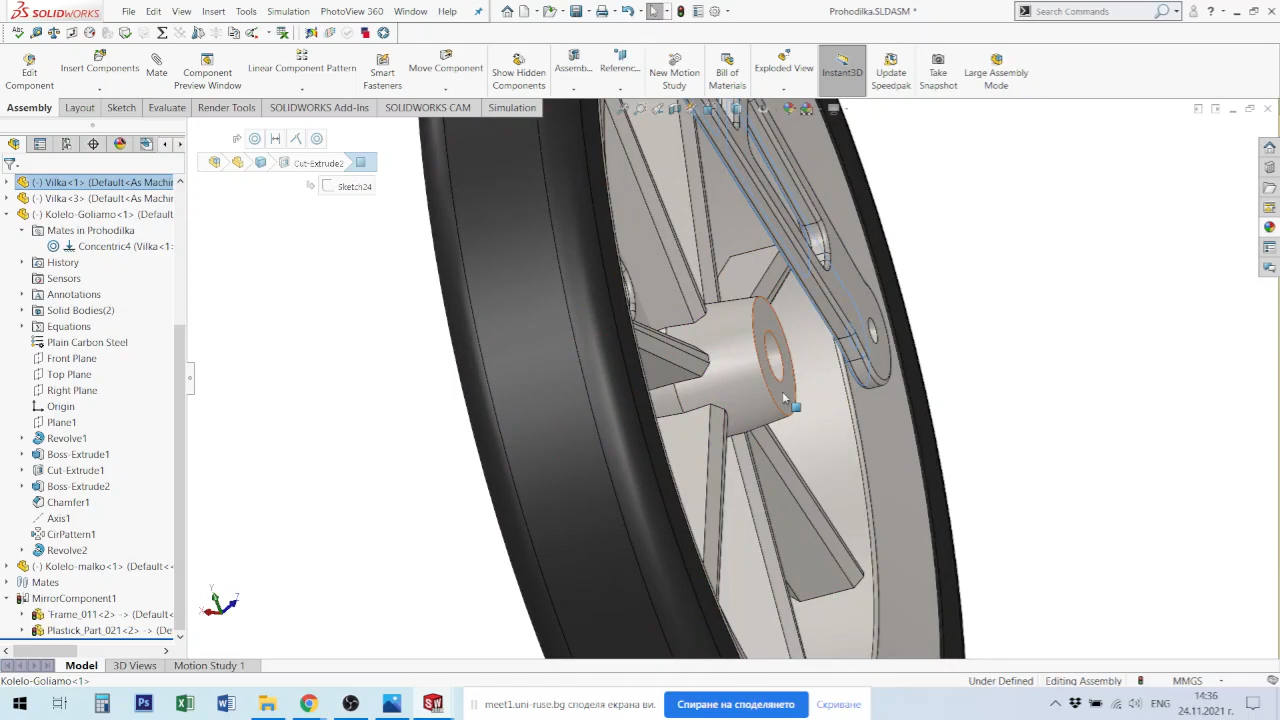 SOLIDWORKS File Edit View Insert Tools Simulation PhotoView 360 Window Help Prohodilka.SLDASM * Search Commands
Edit Component
Insert Components
Mate
Component Preview Window
Linear Component Pattern
Smart Fasteners
Move Component
Show Hidden Components
Assemb...
Referenc...
New Motion Study
Bill of Materials
Exploded View
Instant3D
Update Speedpak
Take Snapshot
Large Assembly Mode
Assembly Layout Sketch Evaluate Render Tools SOLIDWORKS Add-Ins SOLIDWORKS CAM Simulation
Cut-Extrude2
Sketch24
(-) Vilka<1> (Default<As Machin
(-) Vilka<3> (Default<As Machin
(-) Kolelo-Goliamo<1> (Default
Mates in Prohodilka
Concentric4 (Vilka<1>
History
Sensors
Annotations
Solid Bodies(2)
Equations
Plain Carbon Steel
Front Plane
Top Plane
Right Plane
Origin
Plane1
Revolve1
Boss-Extrude1
Cut-Extrude1
Boss-Extrude2
Chamfer1
Axis1
CirPattern1
Revolve2
(-) Kolelo-malko<1> (Default<
Mates
MirrorComponent1
Frame_011<2> -> (Default<
Plastick_Part_021<2> -> (De
Y
X
Z
Model 3D Views Motion Study 1
Kolelo-Goliamo<1> Under Defined Editing Assembly MMGS
meet1.uni-ruse.bg споделя екрана ви. Спиране на споделянето Скриване
ENG 14:36
24.11.2021 г.